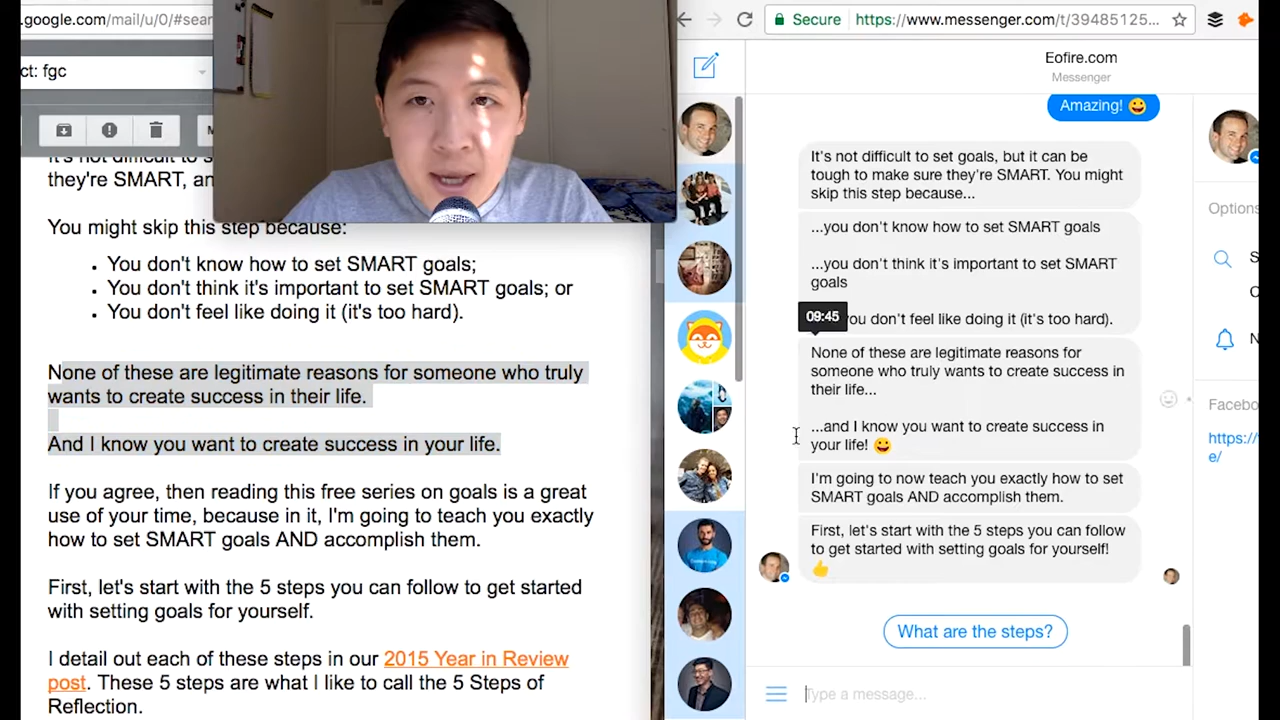 .google.com/mail/u/0/#sear
ct: fgc
they're SMART, an
You might skip this step because:
You don't know how to set SMART goals;
You don't think it's important to set SMART goals; or
You don't feel like doing it (it's too hard).
None of these are legitimate reasons for someone who truly
wants to create success in their life.
And I know you want to create success in your life.
If you agree, then reading this free series on goals is a great
use of your time, because in it, I'm going to teach you exactly
how to set SMART goals AND accomplish them.
First, let's start with the 5 steps you can follow to get started
with setting goals for yourself.
I detail out each of these steps in our 2015 Year in Review
post. These 5 steps are what I like to call the 5 Steps of
Reflection.
Secure https://www.messenger.com/t/39485125...
Eofire.com
Messenger
Amazing! 😀
It's not difficult to set goals, but it can be
tough to make sure they're SMART. You might
skip this step because...
...you don't know how to set SMART goals
...you don't think it's important to set SMART
goals
09:45
you don't feel like doing it (it's too hard).
None of these are legitimate reasons for
someone who truly wants to create success in
their life...
...and I know you want to create success in
your life! 😀
I'm going to now teach you exactly how to set
SMART goals AND accomplish them.
First, let's start with the 5 steps you can follow
to get started with setting goals for yourself!
👍
What are the steps?
Type a message...
Options
Facebo
https://
e/